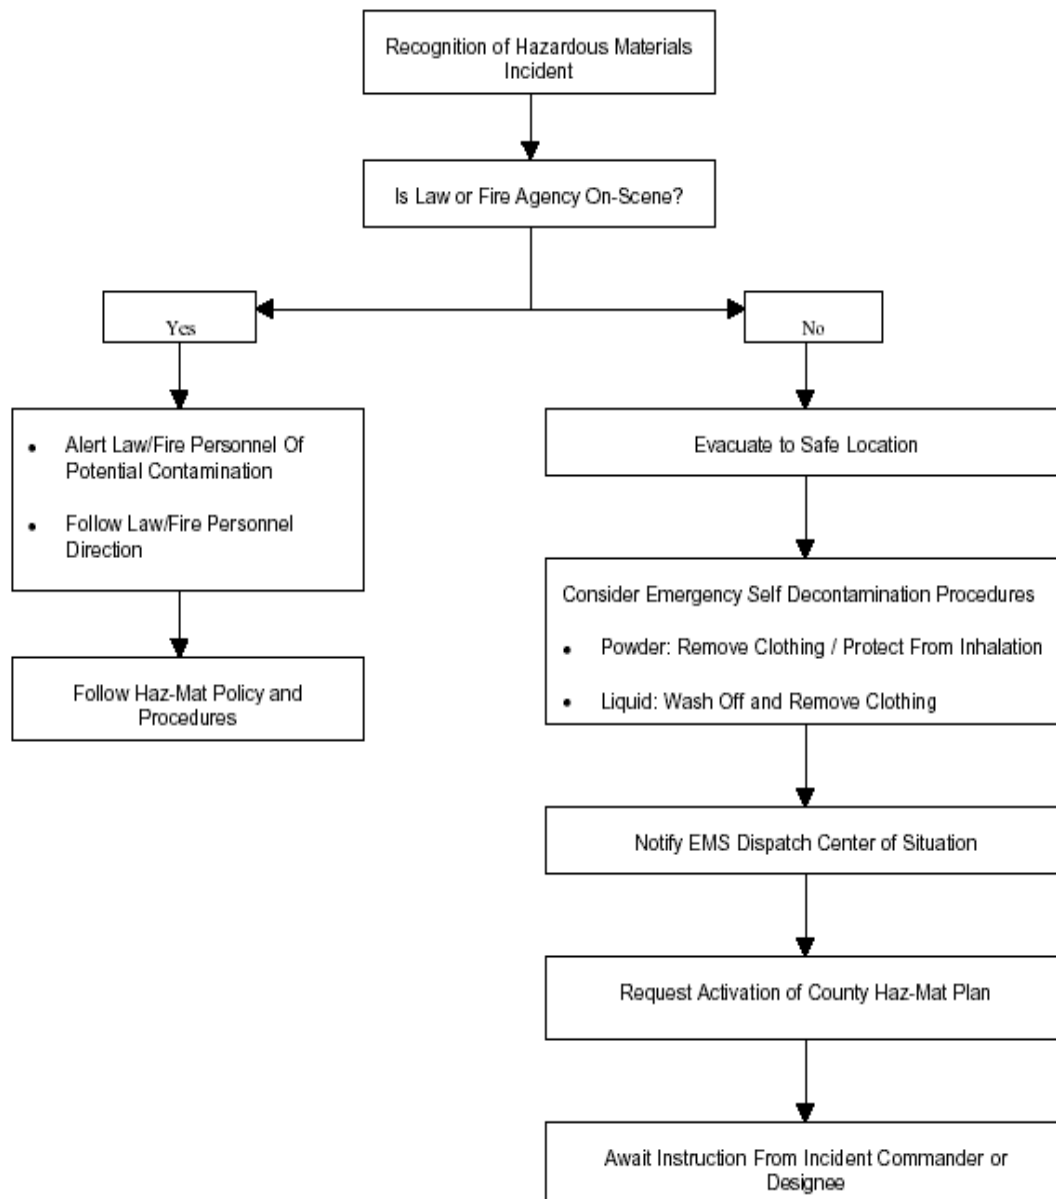 Recognition of Hazardous Materials
Incident
Is Law or Fire Agency On-Scene?
Yes
No
• Alert Law/Fire Personnel Of
Potential Contamination
• Follow Law/Fire Personnel
Direction
Evacuate to Safe Location
Consider Emergency Self Decontamination Procedures
• Powder: Remove Clothing / Protect From Inhalation
• Liquid: Wash Off and Remove Clothing
Follow Haz-Mat Policy and
Procedures
Notify EMS Dispatch Center of Situation
Request Activation of County Haz-Mat Plan
Await Instruction From Incident Commander or
Designee